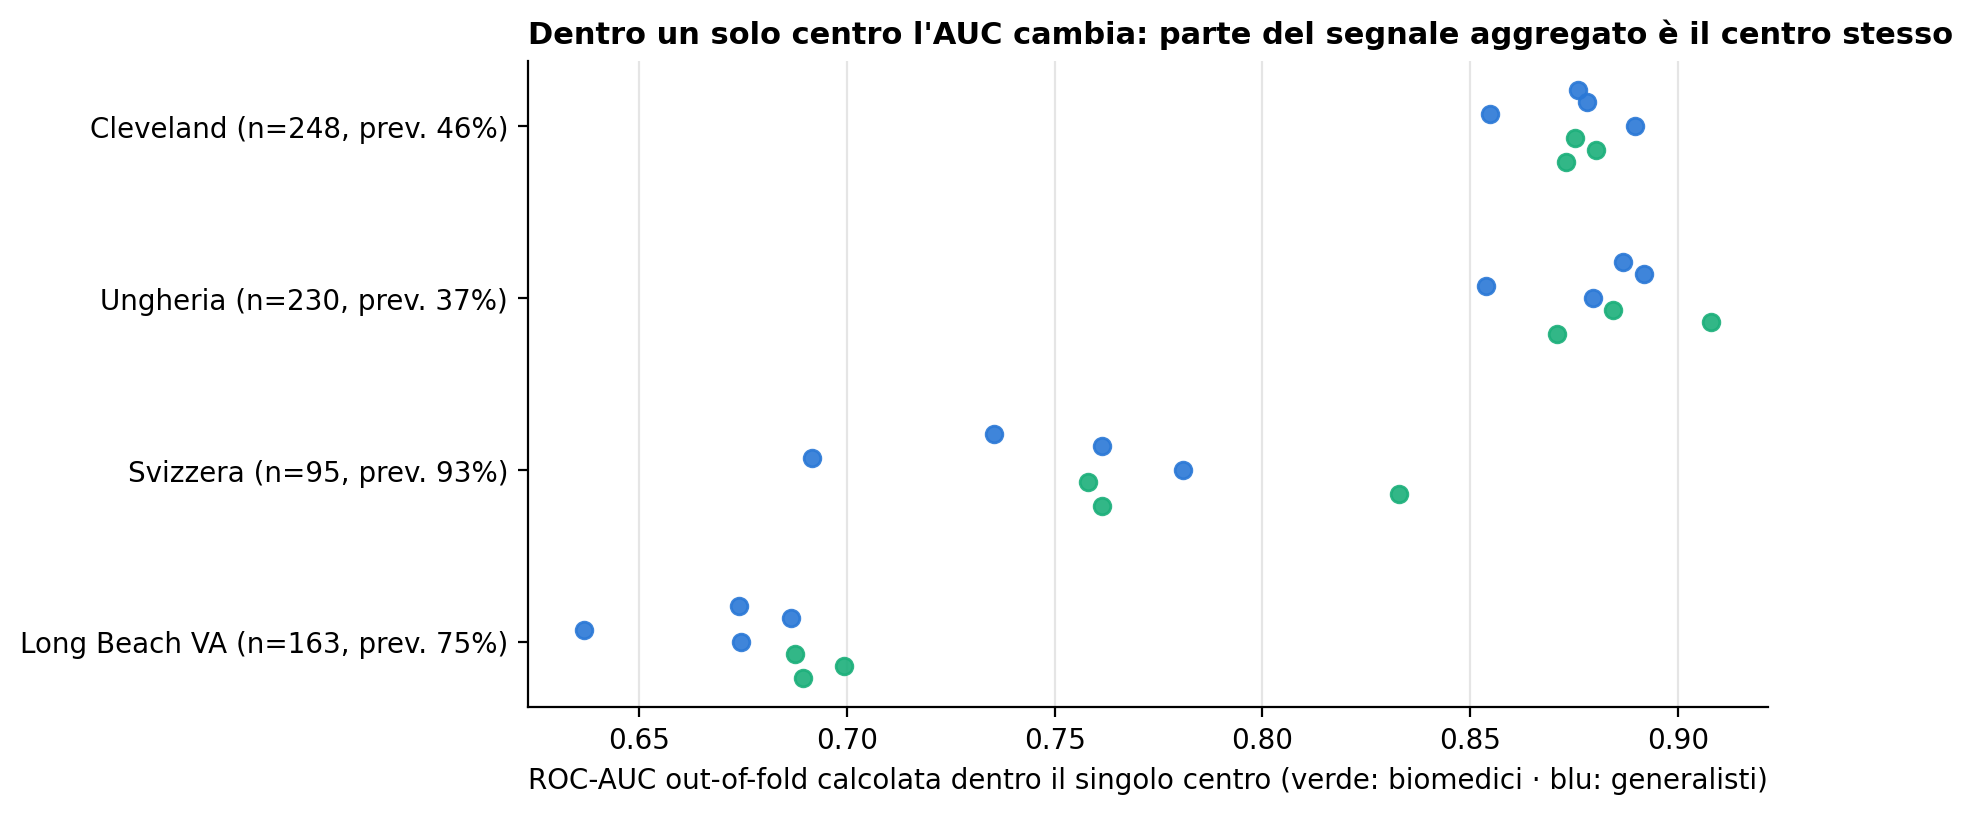 Dentro un solo centro l'AUC cambia: parte del segnale aggregato è il centro stesso
Cleveland (n=248, prev. 46%)
Ungheria (n=230, prev. 37%)
Svizzera (n=95, prev. 93%)
Long Beach VA (n=163, prev. 75%)
0.65 0.70 0.75 0.80 0.85 0.90
ROC-AUC out-of-fold calcolata dentro il singolo centro (verde: biomedici · blu: generalisti)